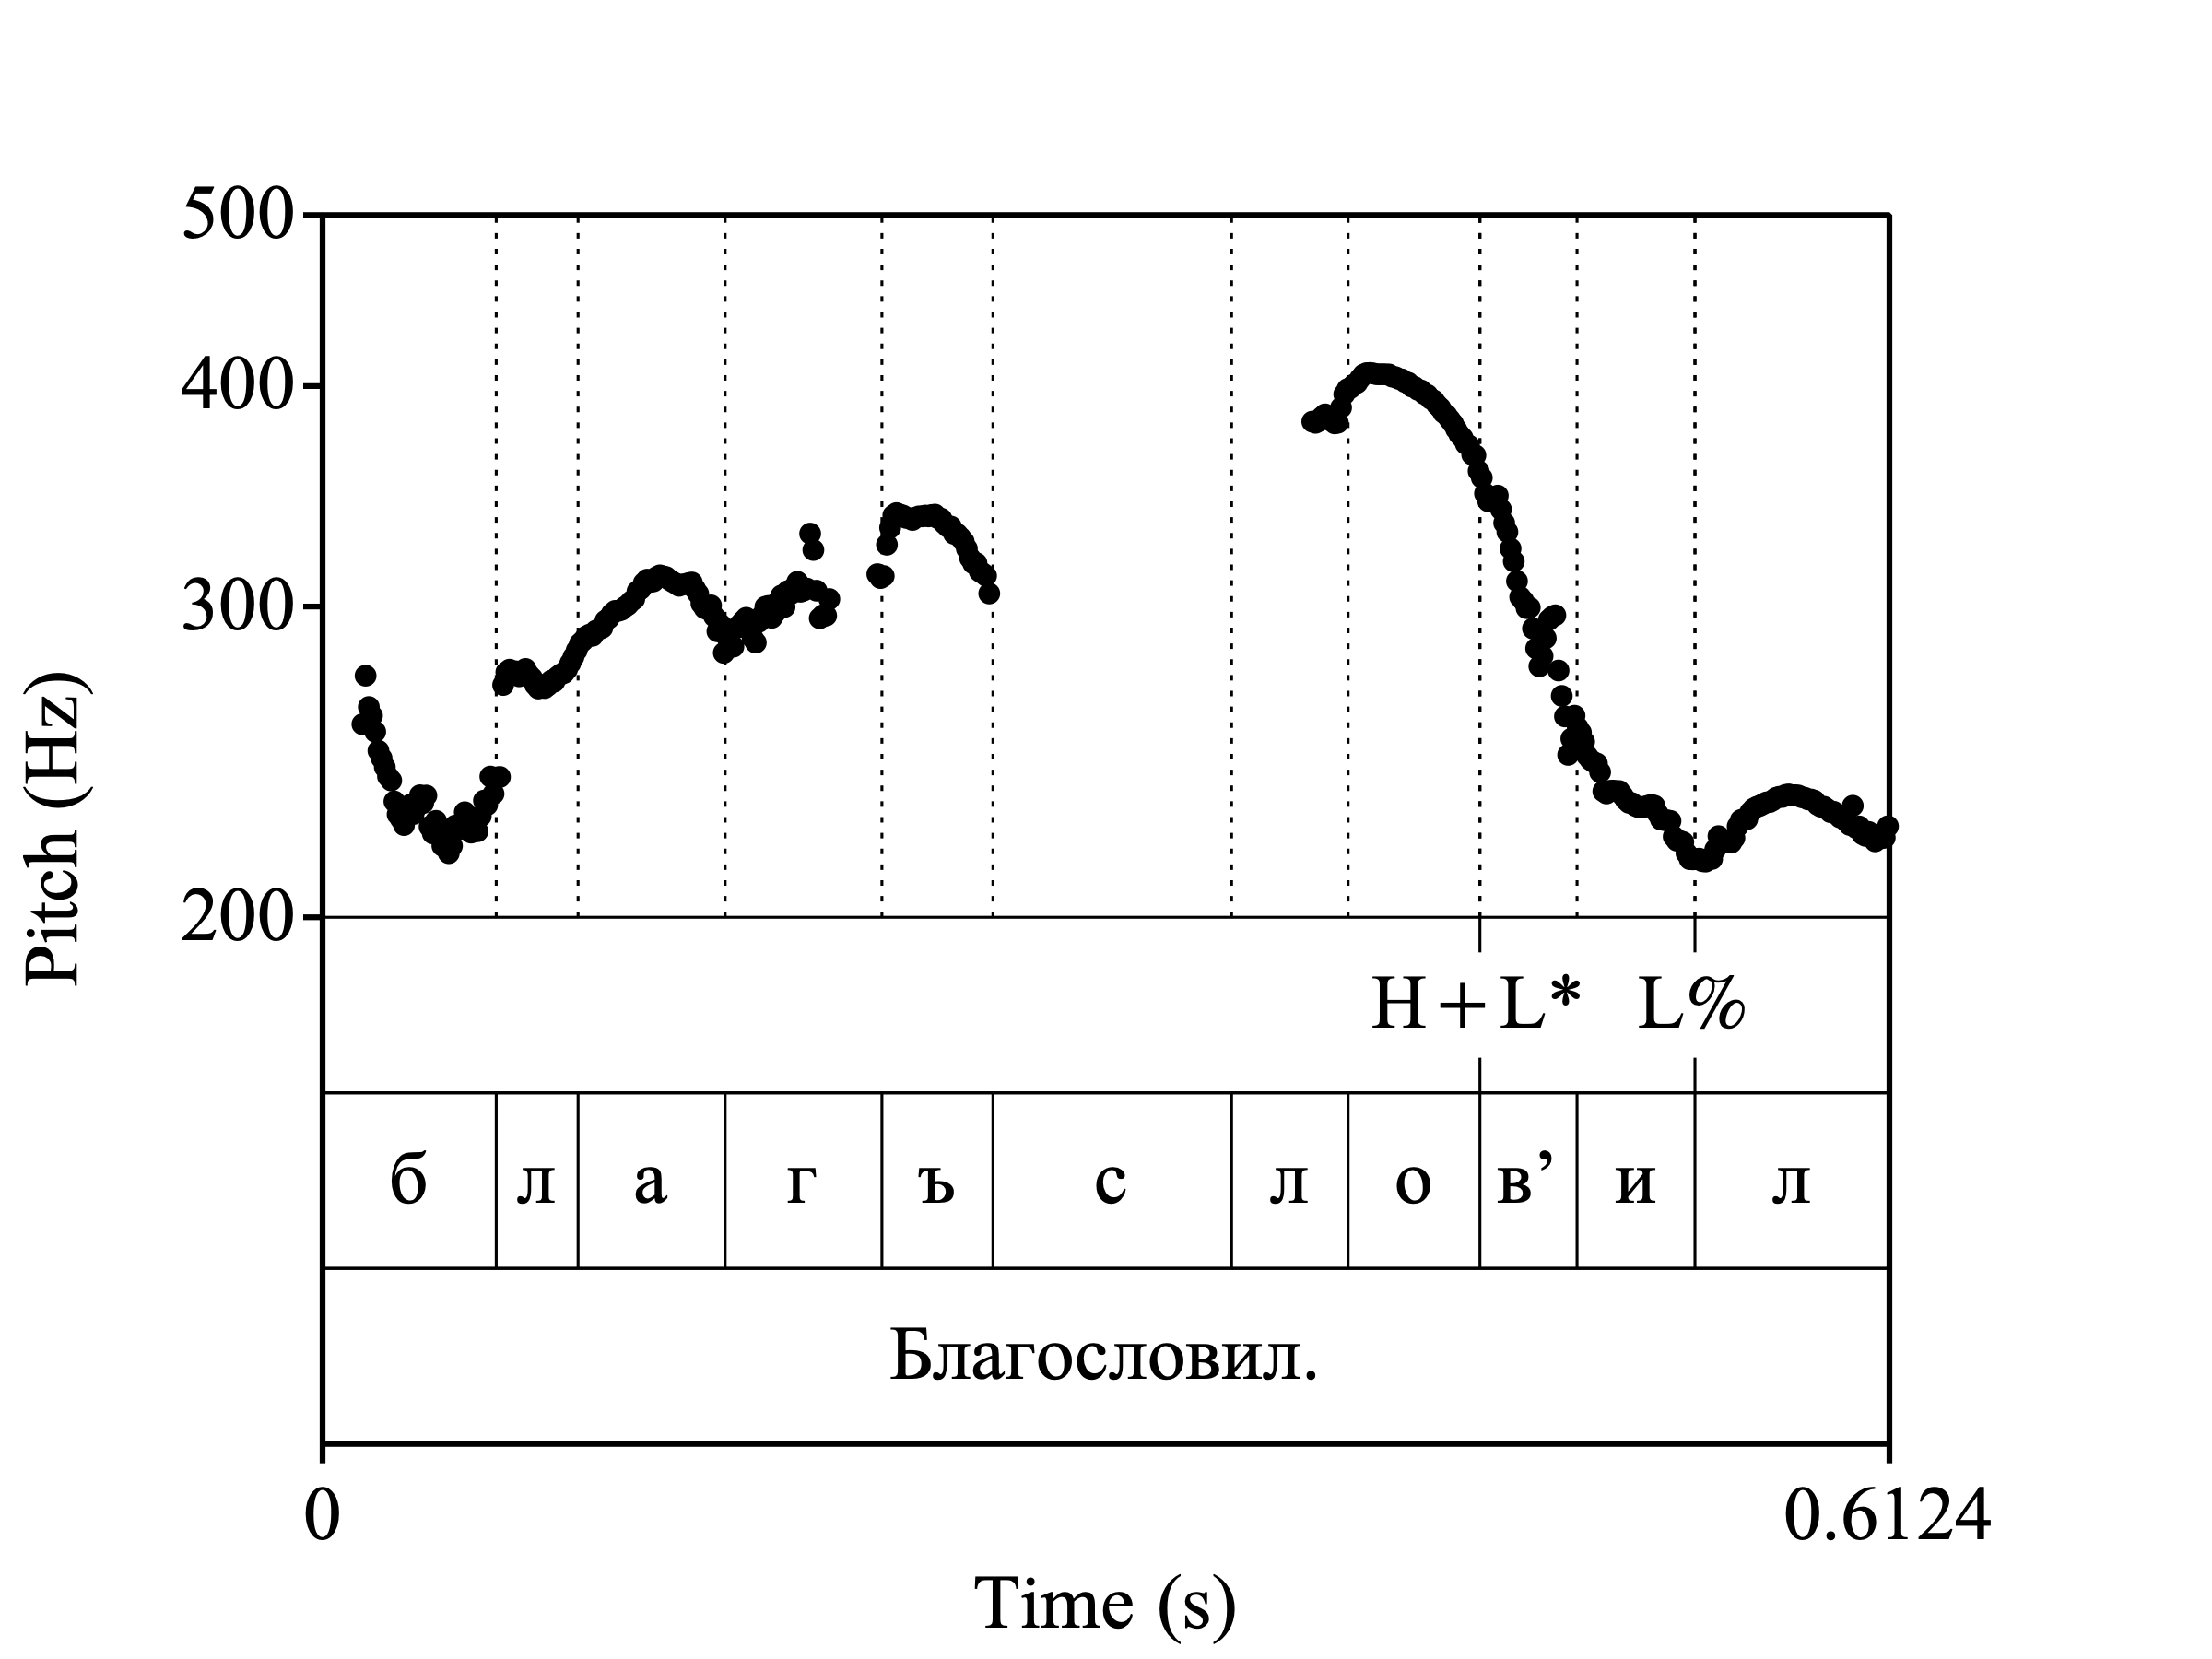 500
400
300
200
Pitch (Hz)
H+L* L%
б л а г ъ с л о в’ и л
Благословил.
0 0.6124
Time (s)